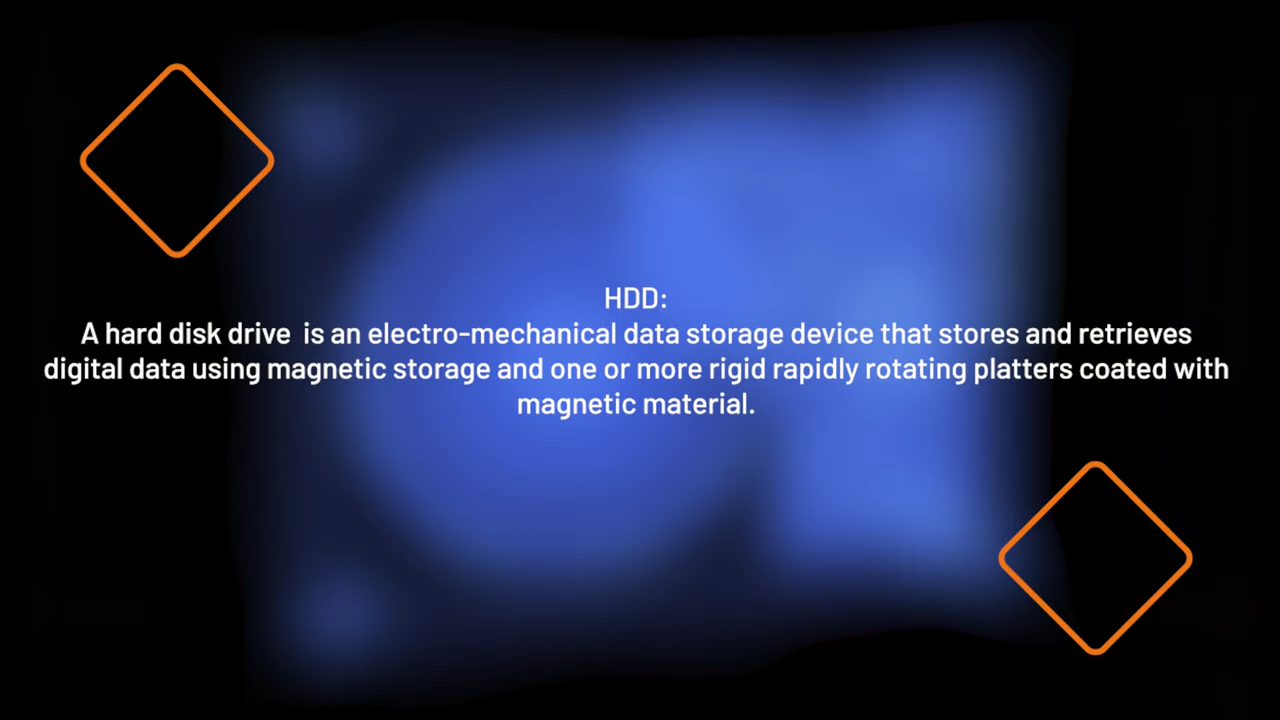 HDD:
A hard disk drive  is an electro-mechanical data storage device that stores and retrieves
digital data using magnetic storage and one or more rigid rapidly rotating platters coated with
magnetic material.